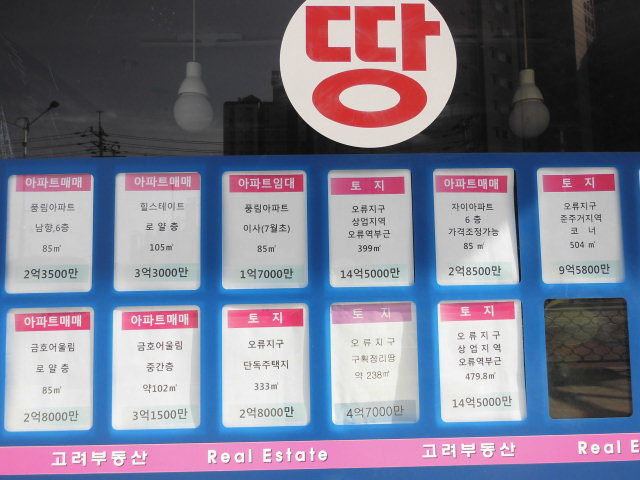 땅
아파트매매
풍림아파트
남향,6층
85㎡
2억3500만
아파트매매
힐스테이트
로얄층
105㎡
3억3000만
아파트임대
풍림아파트
이사(7월초)
85㎡
1억7000만
토 지
오류지구
상업지역
오류역부근
399㎡
14억5000만
아파트매매
자이아파트
6 층
가격조정가능
85 ㎡
2억8500만
토 지
오류지구
준주거지역
코 너
504 ㎡
9억5800만
아파트매매
금호어울림
로 얄 층
85㎡
2억8000만
아파트매매
금호어울림
중간층
약102㎡
3억1500만
토 지
오류지구
단독주택지
333㎡
2억8000만
토 지
오 류 지 구
구획정리땅
약 238㎡
4억7000만
토 지
오 류 지 구
상 업 지 역
오류역부근
479.8㎡
14억5000만
고려부동산 Real Estate 고려부동산 Real E